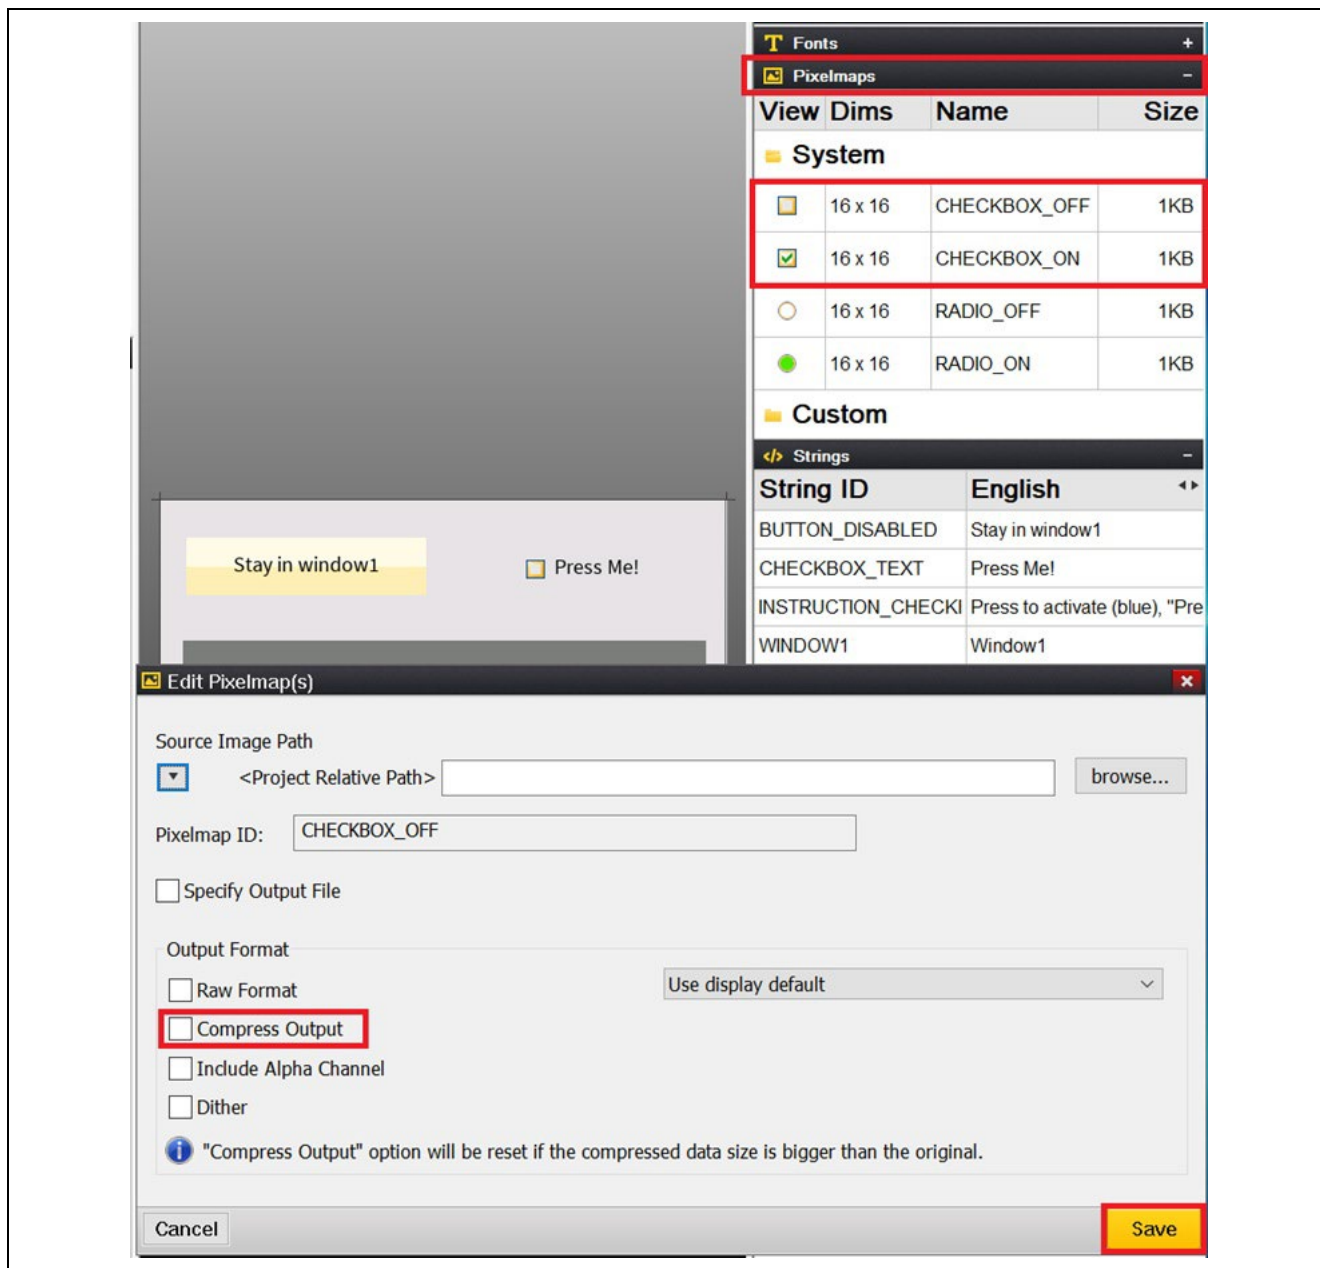 Fonts +
Pixelmaps −
View Dims Name Size
System
16 x 16 CHECKBOX_OFF 1KB
16 x 16 CHECKBOX_ON 1KB
16 x 16 RADIO_OFF 1KB
16 x 16 RADIO_ON 1KB
Custom
</> Strings −
String ID English
BUTTON_DISABLED Stay in window1
CHECKBOX_TEXT Press Me!
INSTRUCTION_CHECKI Press to activate (blue), "Pre
WINDOW1 Window1
Stay in window1 Press Me!
Edit Pixelmap(s)
Source Image Path
<Project Relative Path> browse...
Pixelmap ID: CHECKBOX_OFF
Specify Output File
Output Format
Raw Format Use display default
Compress Output
Include Alpha Channel
Dither
"Compress Output" option will be reset if the compressed data size is bigger than the original.
Cancel Save